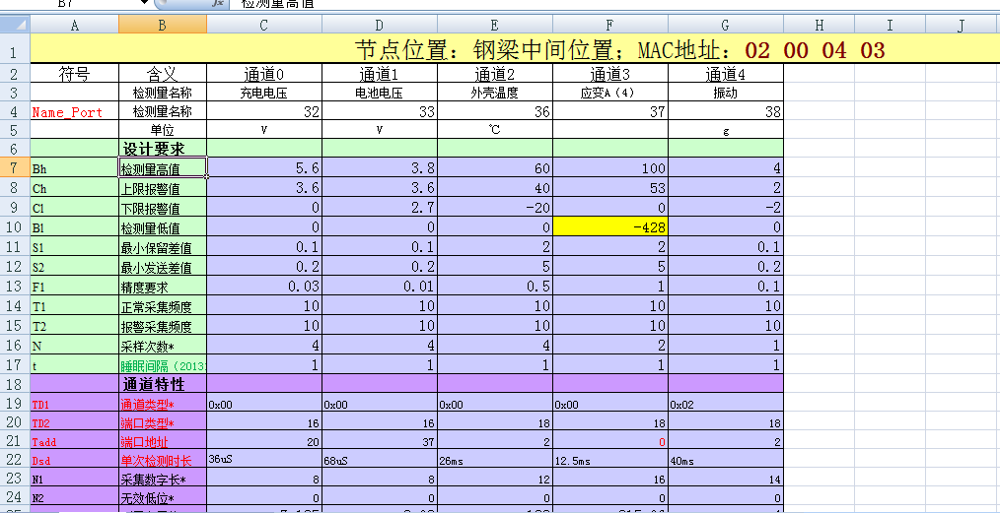 B7 检测量高值
A B C D E F G H I J
1 节点位置：钢梁中间位置；MAC地址：02 00 04 03
2 符号 含义 通道0 通道1 通道2 通道3 通道4
3 检测量名称 充电电压 电池电压 外壳温度 应变A（4） 振动
4 Name_Port 检测量名称 32 33 36 37 38
5 单位 V V ℃ g
6 设计要求
7 Bh 检测量高值 5.6 3.8 60 100 4
8 Ch 上限报警值 3.6 3.6 40 53 2
9 Cl 下限报警值 0 2.7 -20 0 -2
10 Bl 检测量低值 0 0 0 -428 0
11 S1 最小保留差值 0.1 0.1 2 2 0.1
12 S2 最小发送差值 0.2 0.2 5 5 0.2
13 F1 精度要求 0.03 0.01 0.5 1 0.1
14 T1 正常采集频度 10 10 10 10 10
15 T2 报警采集频度 10 10 10 10 10
16 N 采样次数* 4 4 4 2 1
17 t 睡眠间隔（2013 1 1 1 1 1
18 通道特性
19 TD1 通道类型* 0x00 0x00 0x00 0x00 0x02
20 TD2 端口类型* 16 16 18 18 18
21 Tadd 端口地址 20 37 2 0 2
22 Dsd 单次检测时长 36uS 68uS 26ms 12.5ms 40ms
23 N1 采集数字长* 8 8 12 16 14
24 N2 无效低位* 0 0 0 0 0